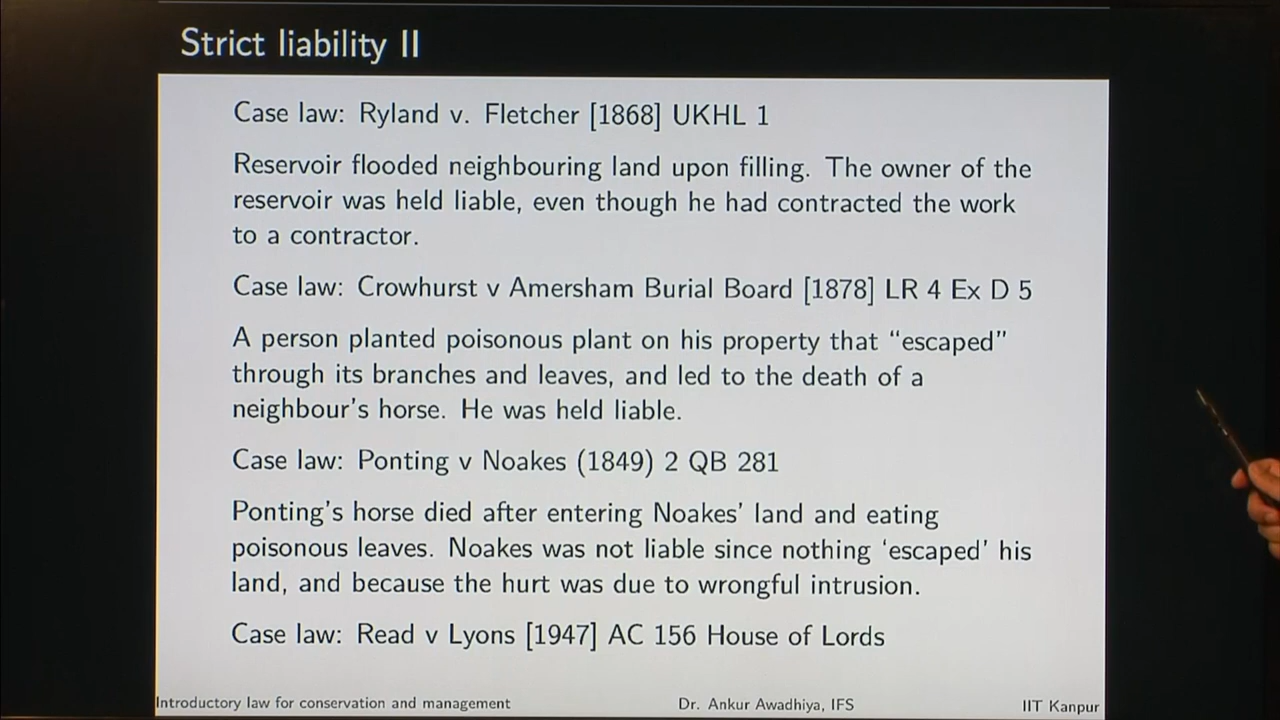 Strict liability II
Case law: Ryland v. Fletcher [1868] UKHL 1
Reservoir flooded neighbouring land upon filling. The owner of the
reservoir was held liable, even though he had contracted the work
to a contractor.
Case law: Crowhurst v Amersham Burial Board [1878] LR 4 Ex D 5
A person planted poisonous plant on his property that “escaped”
through its branches and leaves, and led to the death of a
neighbour's horse. He was held liable.
Case law: Ponting v Noakes (1849) 2 QB 281
Ponting's horse died after entering Noakes' land and eating
poisonous leaves. Noakes was not liable since nothing ‘escaped’ his
land, and because the hurt was due to wrongful intrusion.
Case law: Read v Lyons [1947] AC 156 House of Lords
Introductory law for conservation and management Dr. Ankur Awadhiya, IFS IIT Kanpur